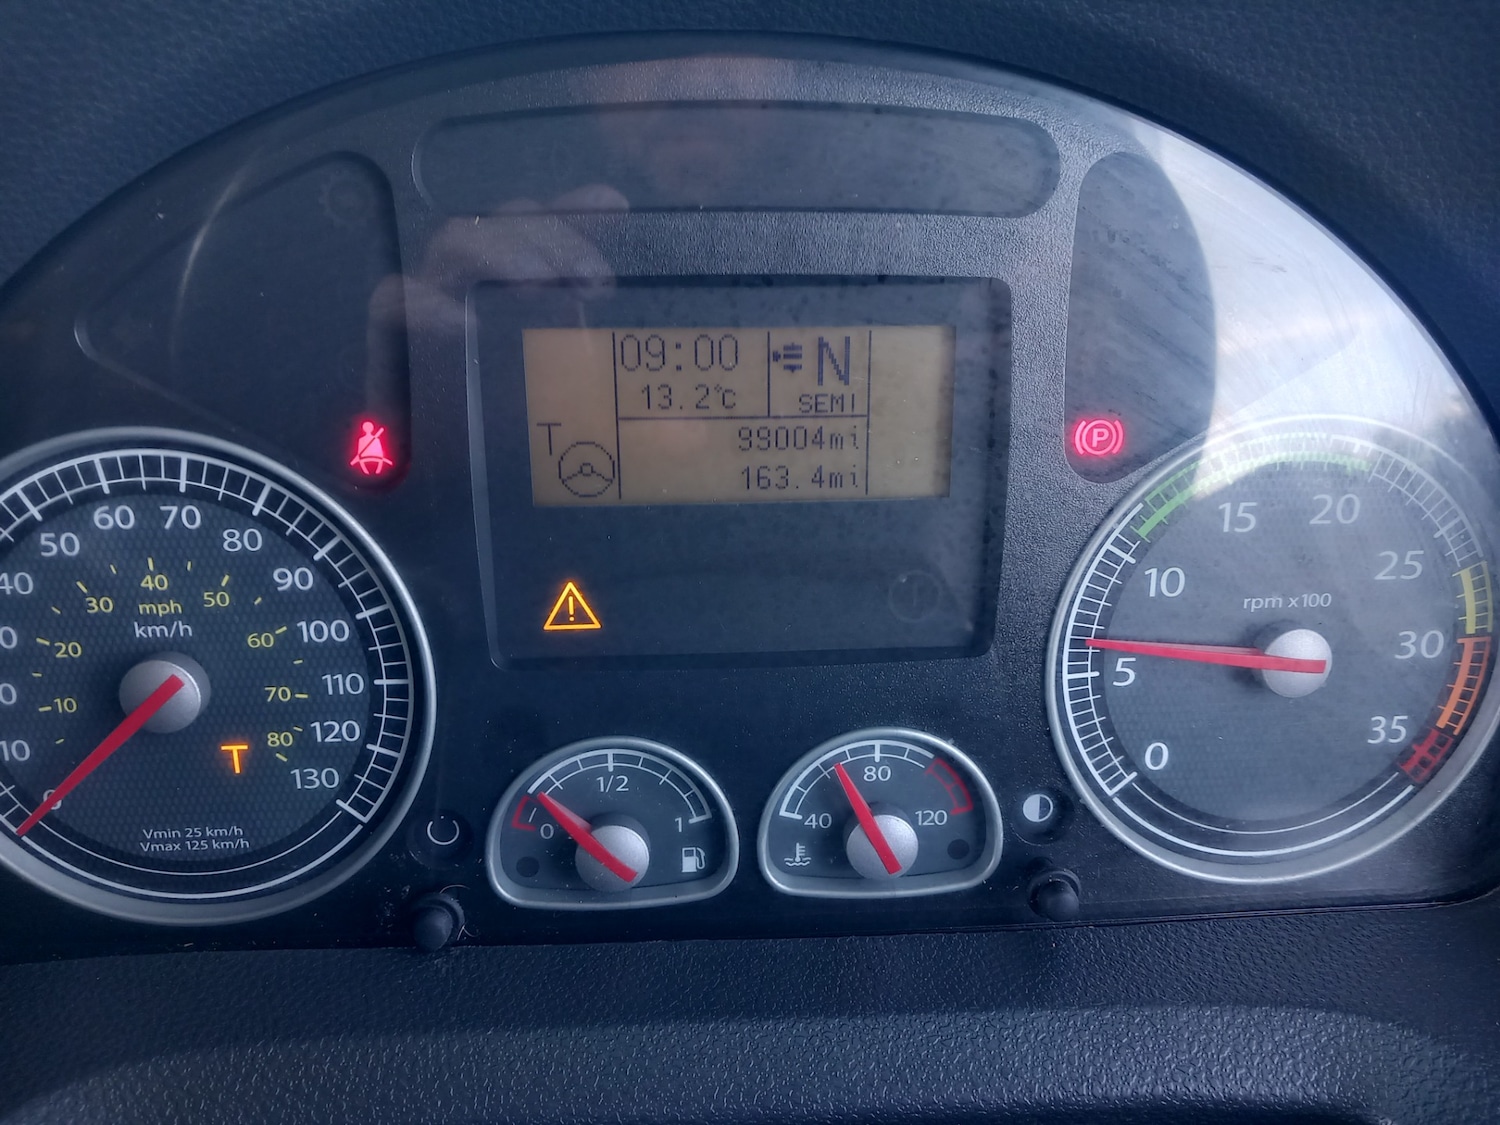 09:00
N
13.2°C
SEMI
T
99004mi
163.4mi
P
40 50 60 70 80 90 100 110 120 130
10 20 30 40 50 60 70 80
mph
km/h
10
0
T
Vmin 25 km/h
Vmax 125 km/h
0 1/2 1
40 80 120
0 5 10 15 20 25 30 35
rpm x100